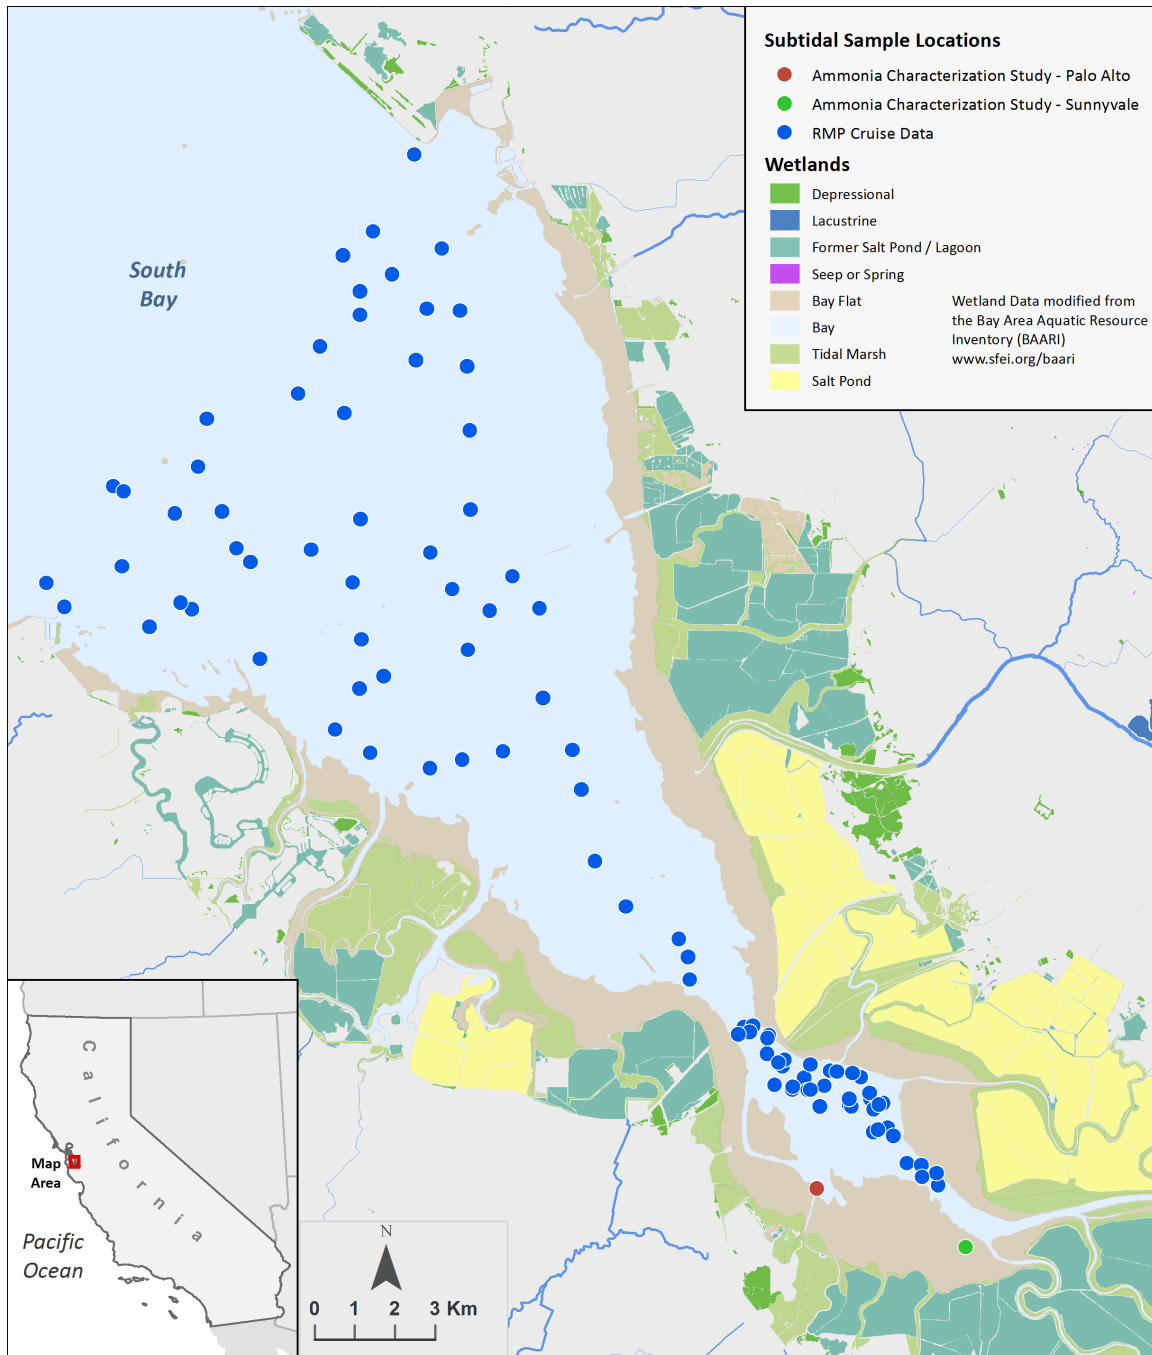 Subtidal Sample Locations
Ammonia Characterization Study - Palo Alto
Ammonia Characterization Study - Sunnyvale
RMP Cruise Data
Wetlands
Depressional
Lacustrine
Former Salt Pond / Lagoon
Seep or Spring
Bay Flat
Bay
Tidal Marsh
Salt Pond
Wetland Data modified from
the Bay Area Aquatic Resource
Inventory (BAARI)
www.sfei.org/baari
South
Bay
California
Map
Area
Pacific
Ocean
N
0 1 2 3 Km